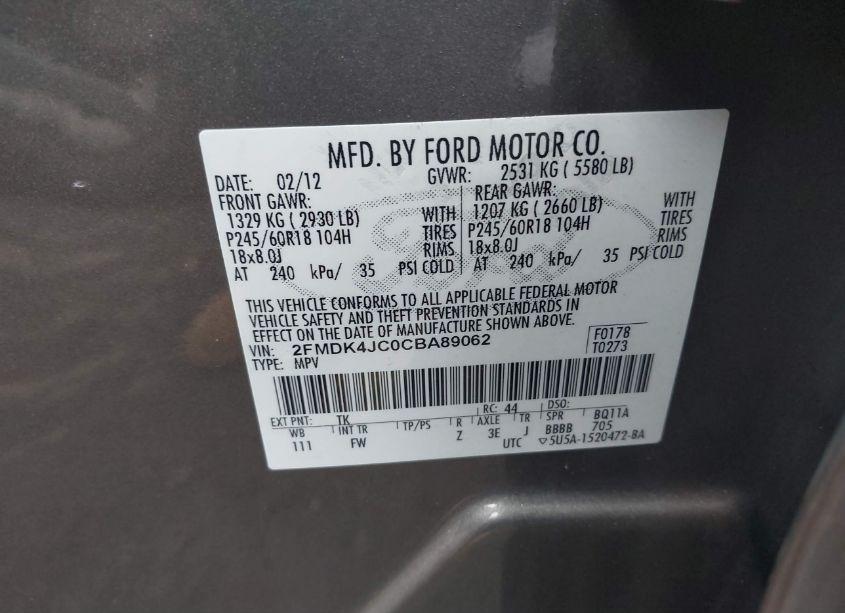 MFD. BY FORD MOTOR CO.
DATE: 02/12 GVWR: 2531 KG ( 5580 LB)
FRONT GAWR: REAR GAWR:
1329 KG ( 2930 LB) WITH 1207 KG ( 2660 LB) WITH
P245/60R18 104H TIRES P245/60R18 104H TIRES
18x8.0J RIMS 18x8.0J RIMS
AT 240 kPa/ 35 PSI COLD AT 240 kPa/ 35 PSI COLD
THIS VEHICLE CONFORMS TO ALL APPLICABLE FEDERAL MOTOR
VEHICLE SAFETY AND THEFT PREVENTION STANDARDS IN
EFFECT ON THE DATE OF MANUFACTURE SHOWN ABOVE.
VIN: 2FMDK4JC0CBA89062 F0178
TYPE: MPV T0273
EXT PNT: TK RC: 44 DSO:
WB INT TR TP/PS R AXLE TR SPR BQ11A
111 FW Z 3E J BBBB 705
UTC ▽5U5A-1520472-BA